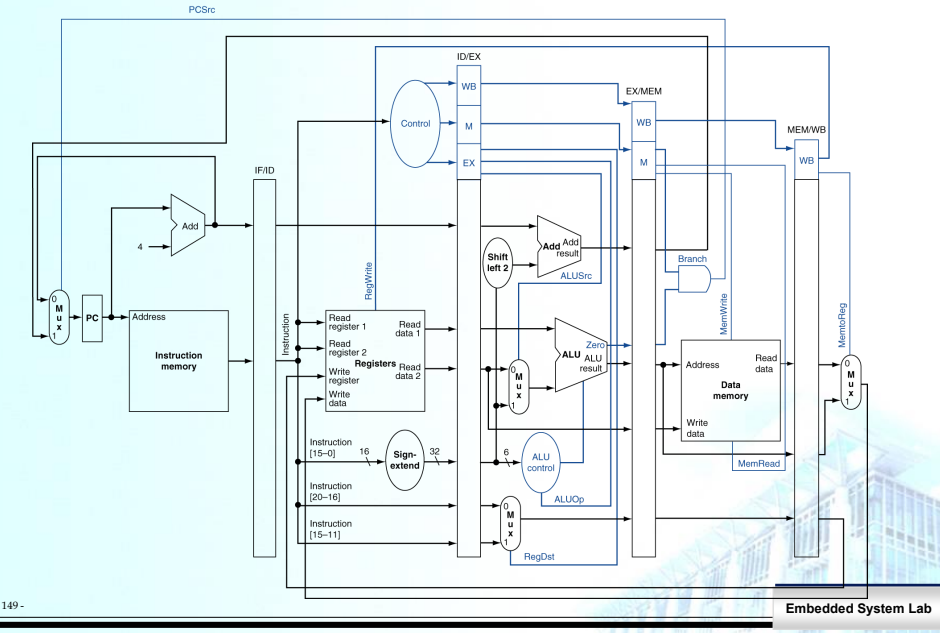 PCSrc
ID/EX
WB
EX/MEM
Control
M
WB
MEM/WB
EX
M
WB
IF/ID
Add
4
Add
Add
result
Shift
left 2
Branch
ALUSrc
RegWrite
MemWrite
MemtoReg
0
M
u
x
1
PC
Address
Instruction
memory
Instruction
Read
register 1
Read
data 1
Read
register 2
Registers
Read
data 2
Write
register
Write
data
Zero
ALU
ALU
result
0
M
u
x
1
Address
Read
data
Data
memory
Write
data
0
M
u
x
1
Instruction
[15–0]
16
Sign-
extend
32
6
ALU
control
MemRead
Instruction
[20–16]
ALUOp
0
M
u
x
1
Instruction
[15–11]
RegDst
149 -
Embedded System Lab